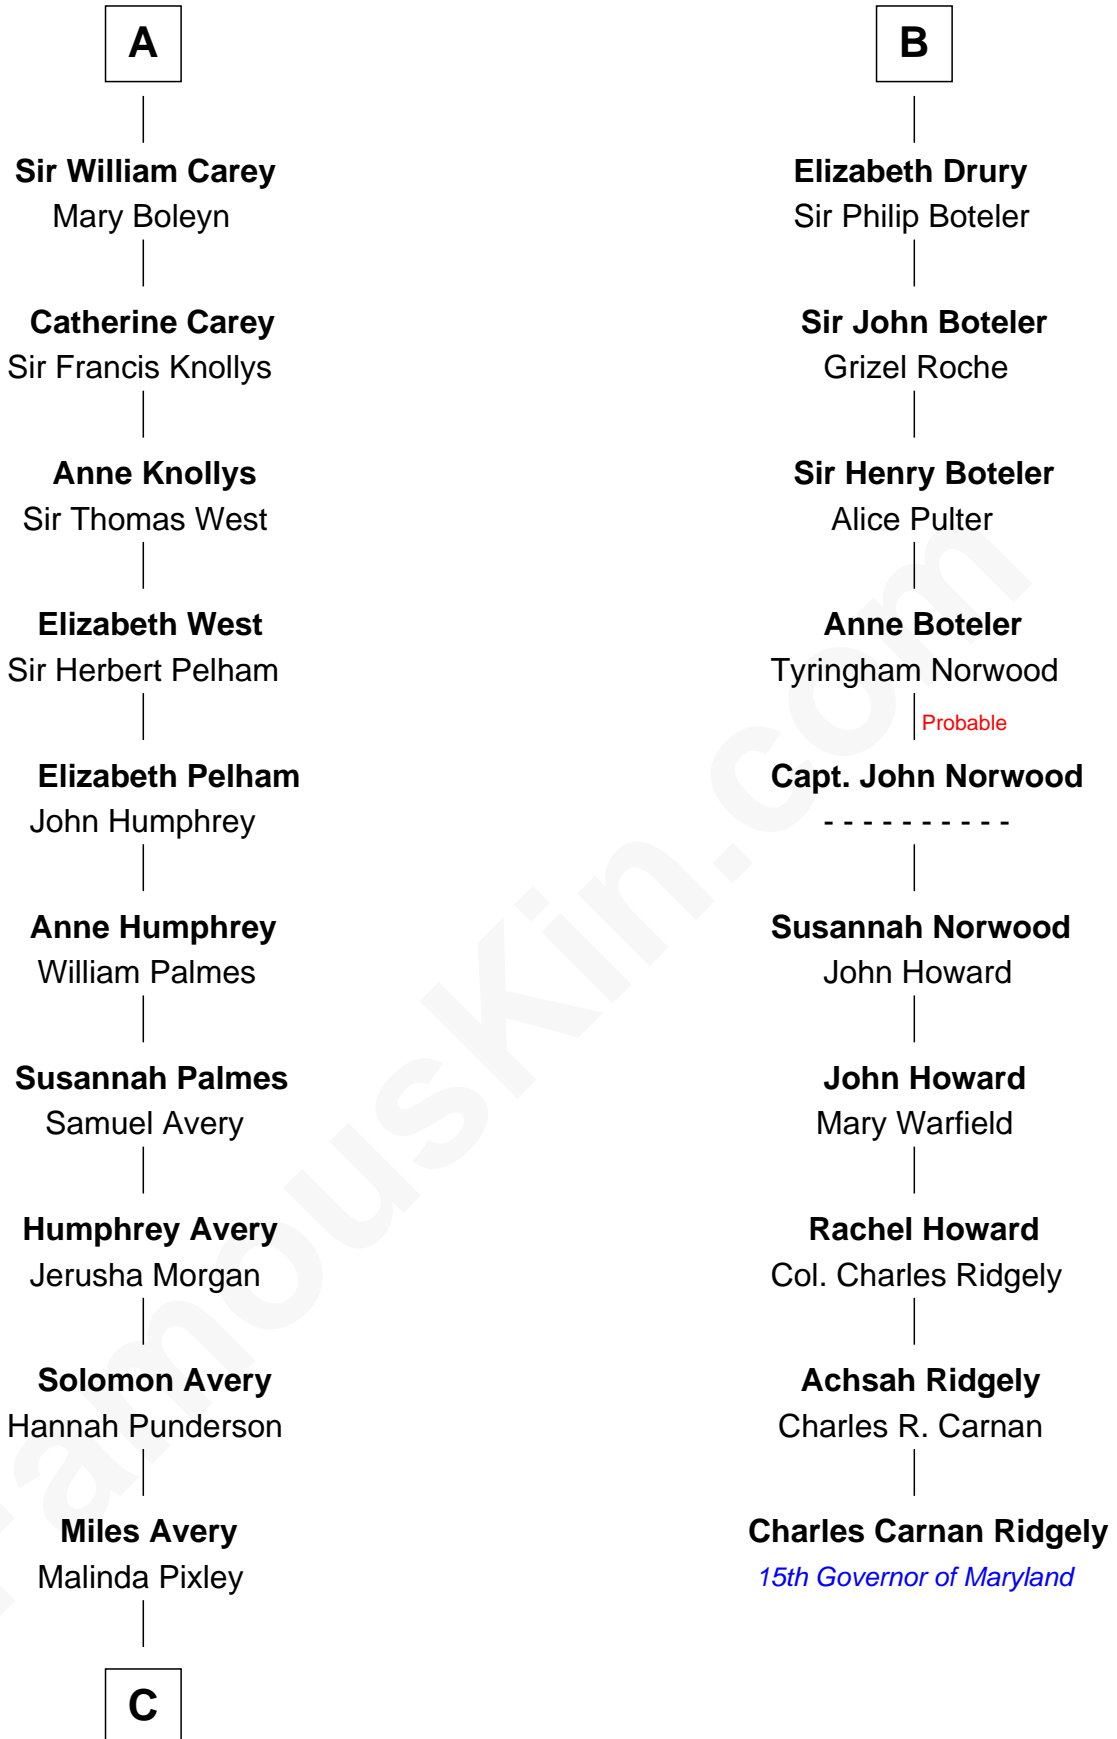 A
Sir William Carey
Mary Boleyn
Catherine Carey
Sir Francis Knollys
Anne Knollys
Sir Thomas West
Elizabeth West
Sir Herbert Pelham
Elizabeth Pelham
John Humphrey
Anne Humphrey
William Palmes
Susannah Palmes
Samuel Avery
Humphrey Avery
Jerusha Morgan
Solomon Avery
Hannah Punderson
Miles Avery
Malinda Pixley
C
B
Elizabeth Drury
Sir Philip Boteler
Sir John Boteler
Grizel Roche
Sir Henry Boteler
Alice Pulter
Anne Boteler
Tyringham Norwood
Probable
Capt. John Norwood
- - - - - - - - - -
Susannah Norwood
John Howard
John Howard
Mary Warfield
Rachel Howard
Col. Charles Ridgely
Achsah Ridgely
Charles R. Carnan
Charles Carnan Ridgely
15th Governor of Maryland
FamousKin.com